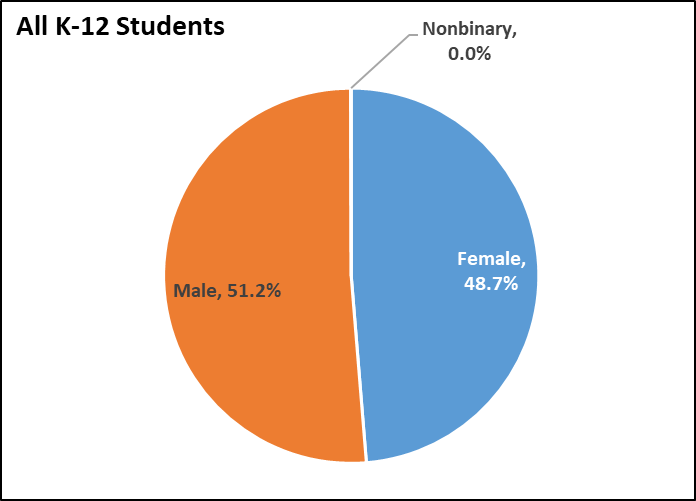 All K-12 Students
Nonbinary,
0.0%
Female,
48.7%
Male, 51.2%